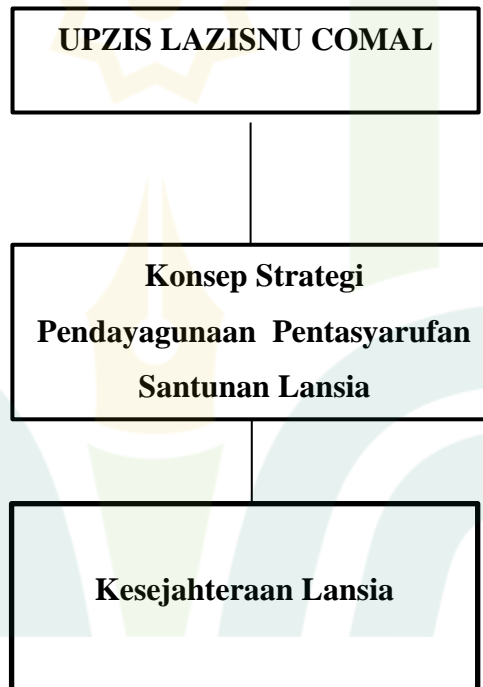 UPZIS LAZISNU COMAL
Konsep Strategi
Pendayagunaan Pentasyarufan
Santunan Lansia
Kesejahteraan Lansia